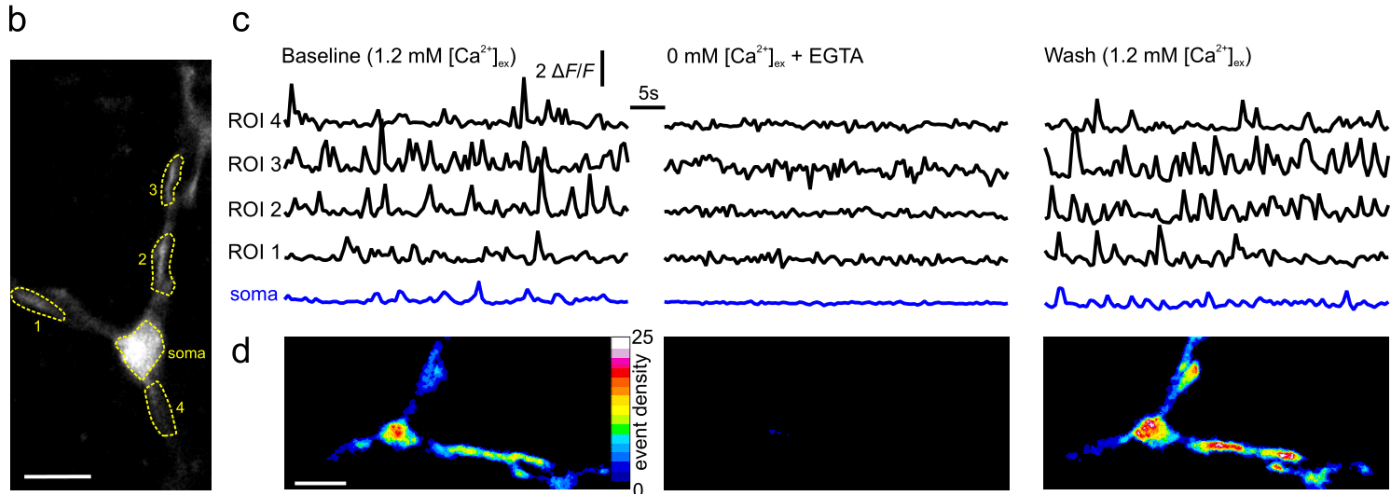 b
c
Baseline (1.2 mM [Ca²⁺]ex)
2 ΔF/F
0 mM [Ca²⁺]ex + EGTA
Wash (1.2 mM [Ca²⁺]ex)
5s
ROI 4
ROI 3
ROI 2
ROI 1
soma
3
2
1
soma
4
d
25
event density
0